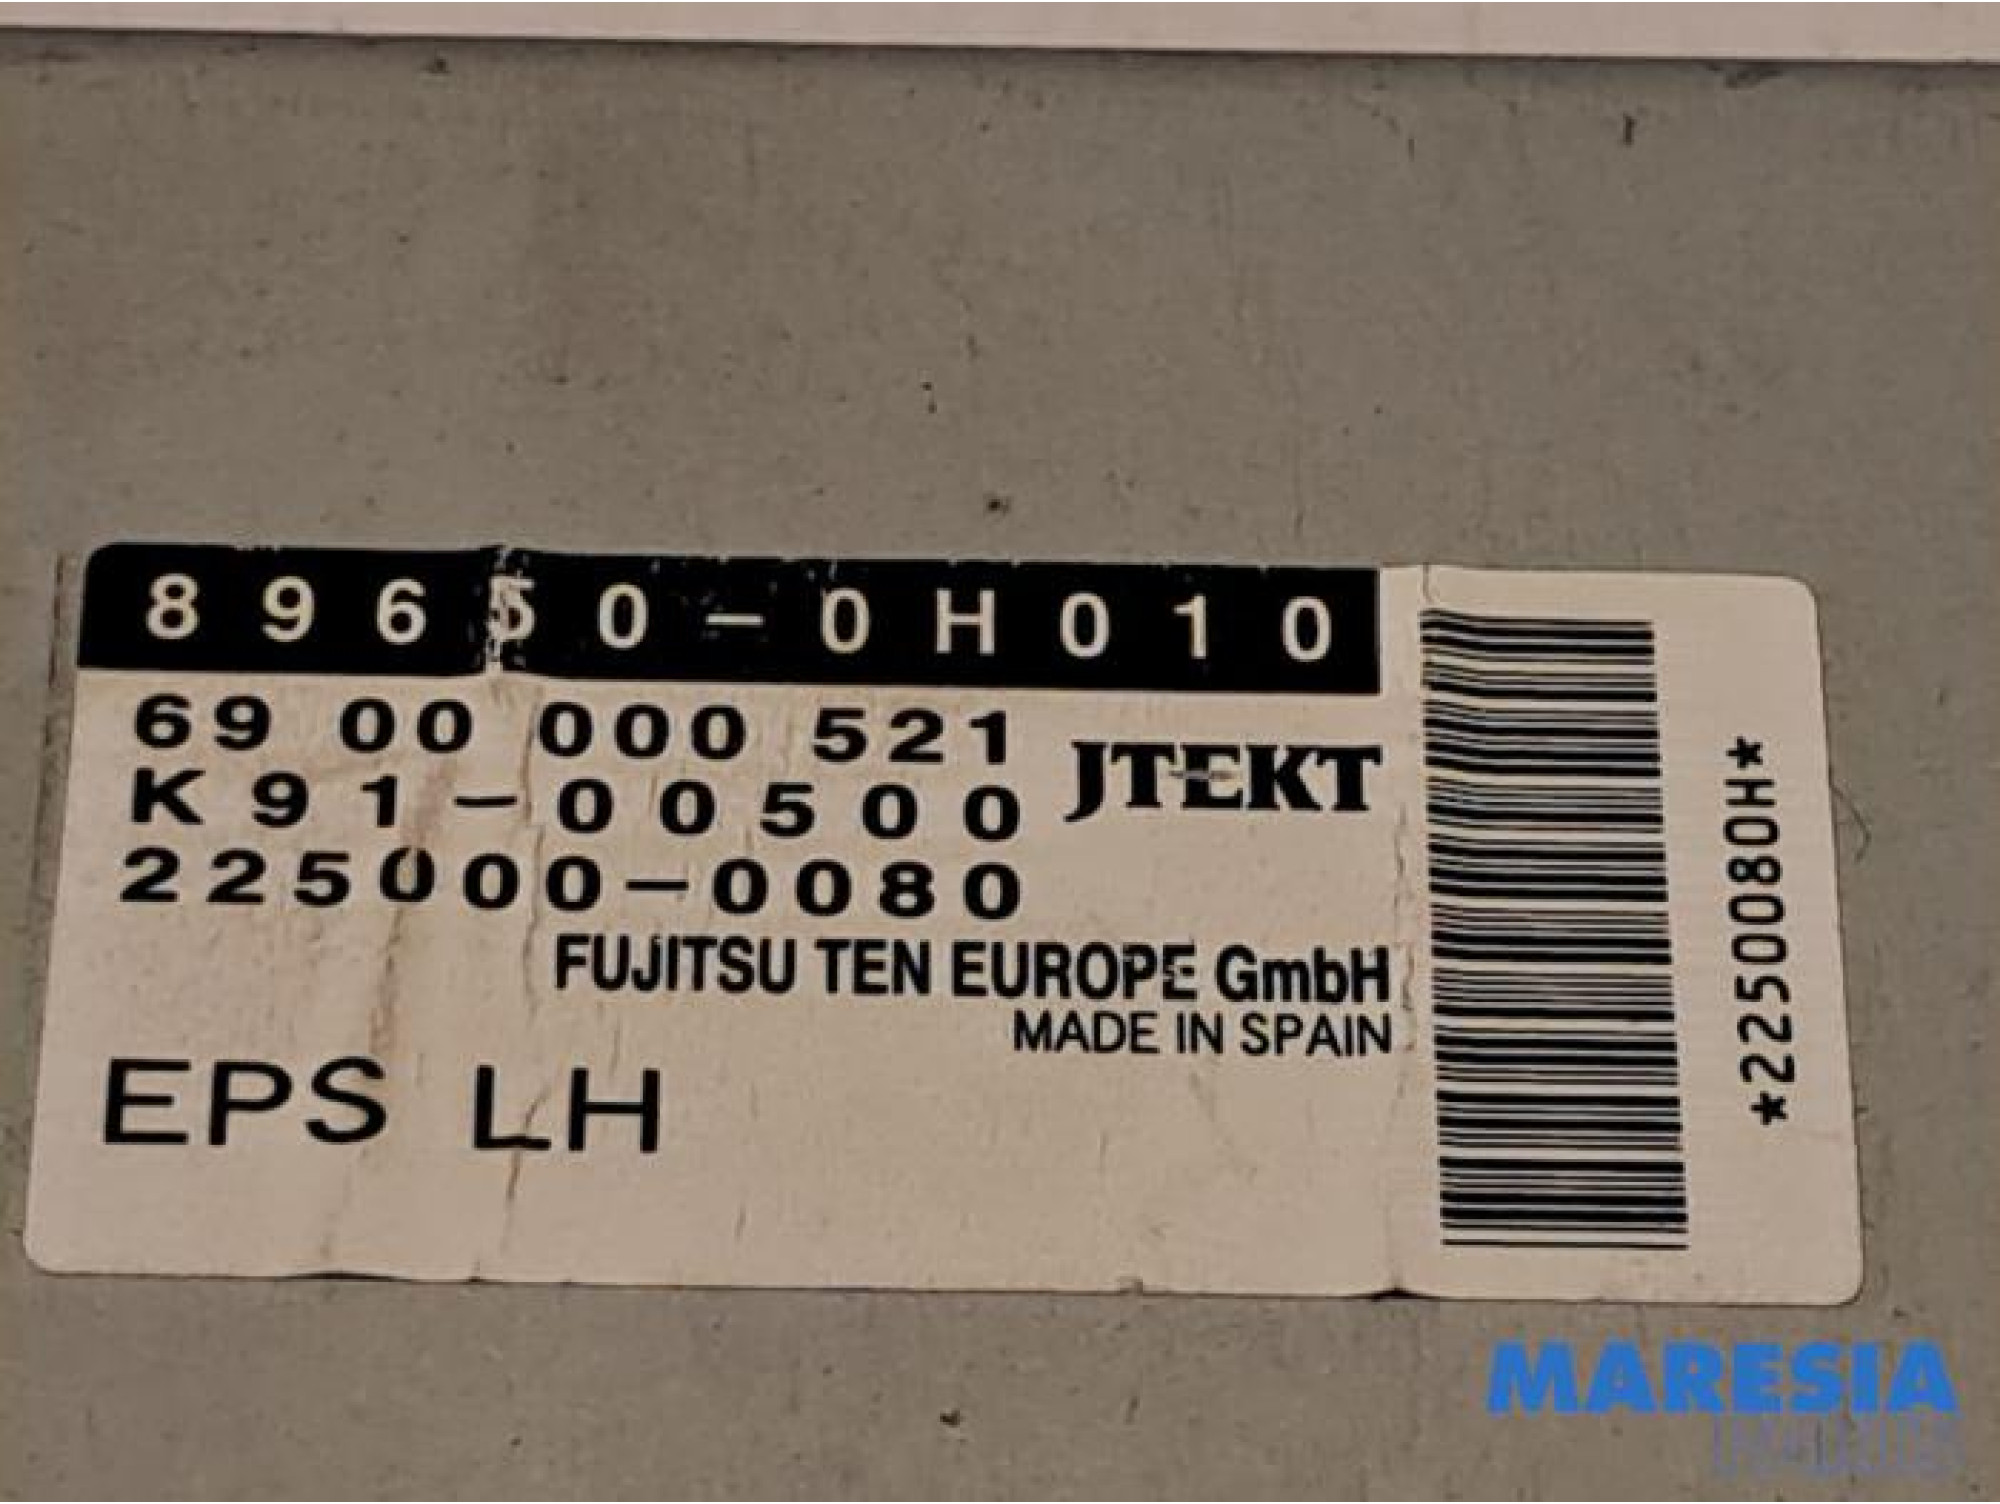 89650-0H010
69 00 000 521
K91-00500
JTEKT
225000-0080
FUJITSU TEN EUROPE GmbH
MADE IN SPAIN
EPS LH
*2250080H*
MARESIA
PARTS